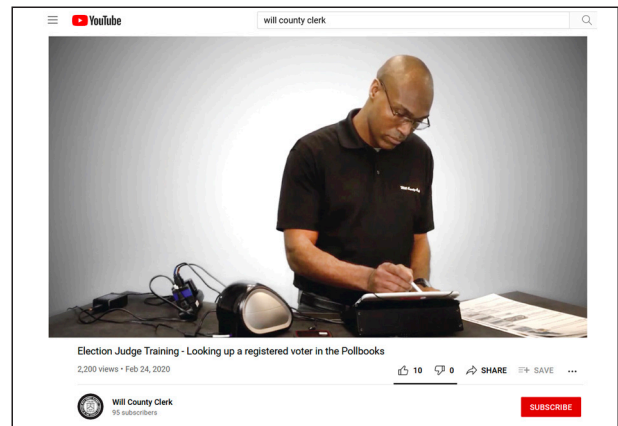 YouTube
will county clerk
Election Judge Training - Looking up a registered voter in the Pollbooks
2,200 views • Feb 24, 2020
10 0 SHARE SAVE ...
Will County Clerk
95 subscribers
SUBSCRIBE